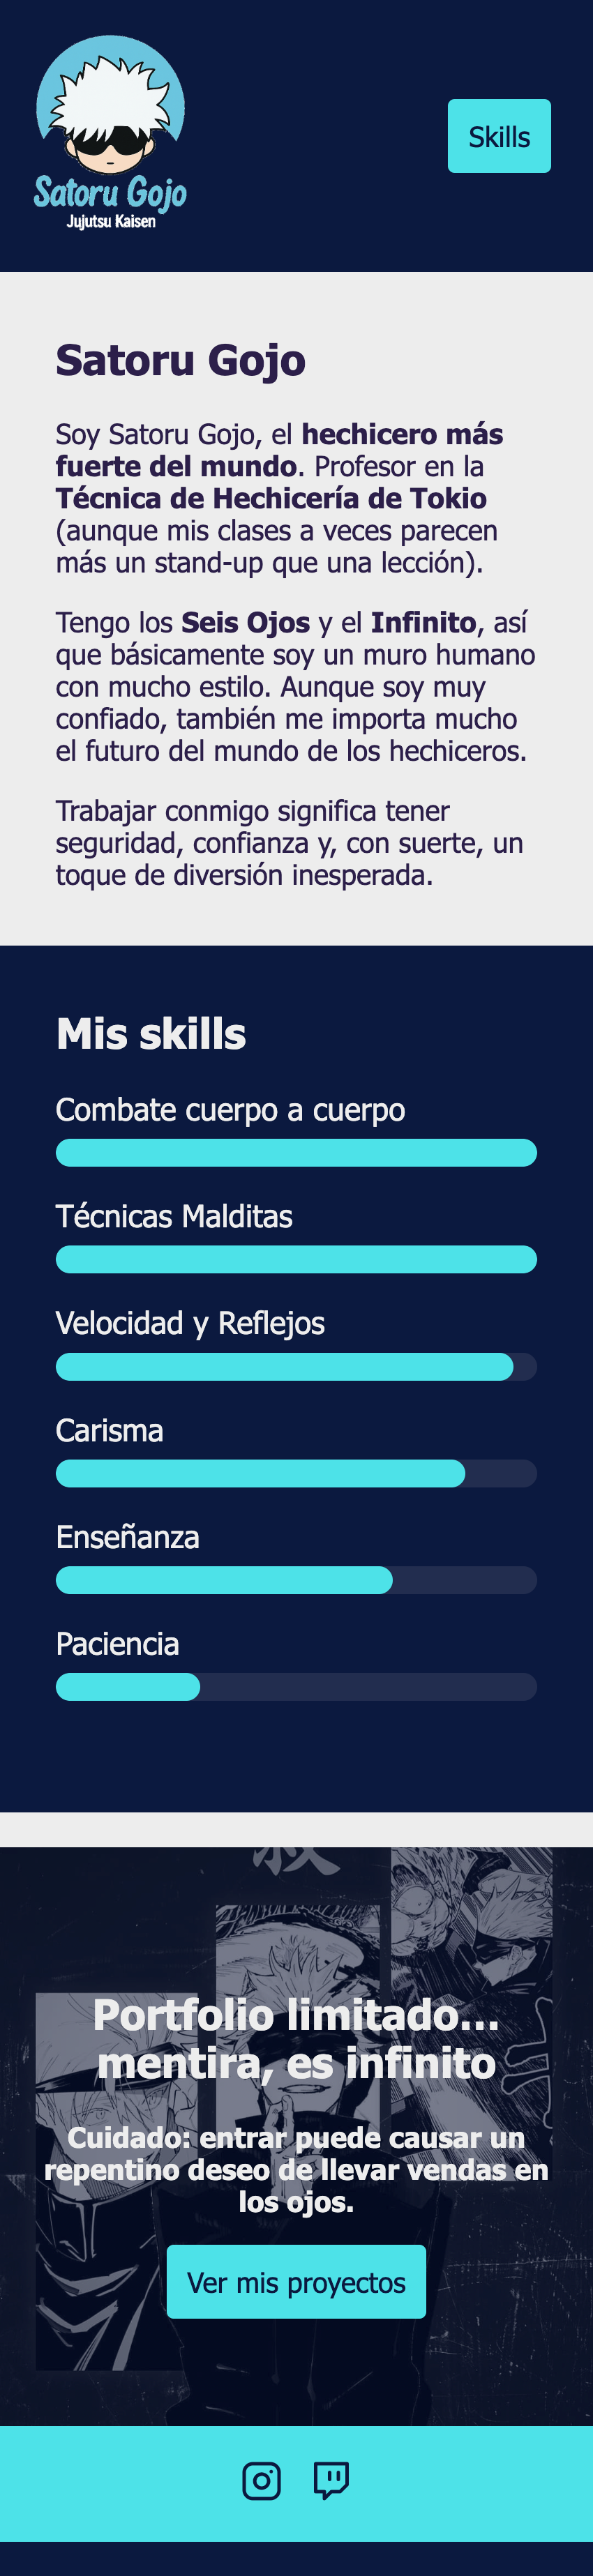 Satoru Gojo
Jujutsu Kaisen
Skills
Satoru Gojo
Soy Satoru Gojo, el hechicero más
fuerte del mundo. Profesor en la
Técnica de Hechicería de Tokio
(aunque mis clases a veces parecen
más un stand-up que una lección).
Tengo los Seis Ojos y el Infinito, así
que básicamente soy un muro humano
con mucho estilo. Aunque soy muy
confiado, también me importa mucho
el futuro del mundo de los hechiceros.
Trabajar conmigo significa tener
seguridad, confianza y, con suerte, un
toque de diversión inesperada.
Mis skills
Combate cuerpo a cuerpo
Técnicas Malditas
Velocidad y Reflejos
Carisma
Enseñanza
Paciencia
Portfolio limitado...
mentira, es infinito
Cuidado: entrar puede causar un
repentino deseo de llevar vendas en
los ojos.
Ver mis proyectos